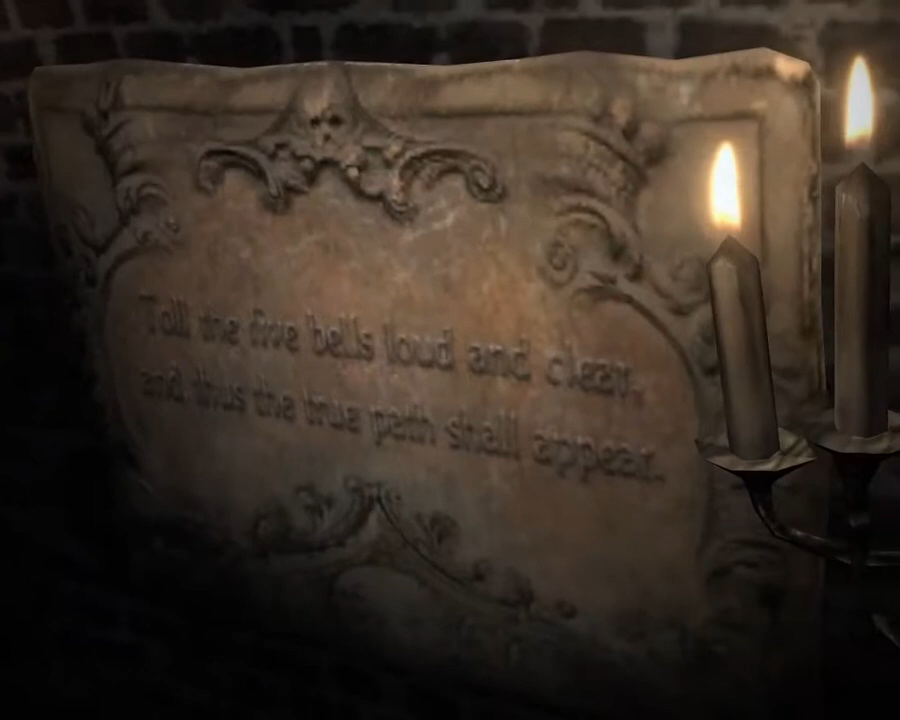 Toll the five bells loud and clear,
and thus the true path shall appear.